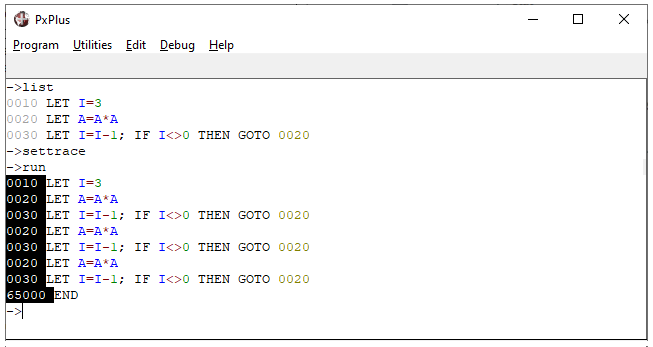 PxPlus
Program Utilities Edit Debug Help
->list
0010 LET I=3
0020 LET A=A*A
0030 LET I=I-1; IF I<>0 THEN GOTO 0020
->settrace
->run
0010 LET I=3
0020 LET A=A*A
0030 LET I=I-1; IF I<>0 THEN GOTO 0020
0020 LET A=A*A
0030 LET I=I-1; IF I<>0 THEN GOTO 0020
0020 LET A=A*A
0030 LET I=I-1; IF I<>0 THEN GOTO 0020
65000 END
->